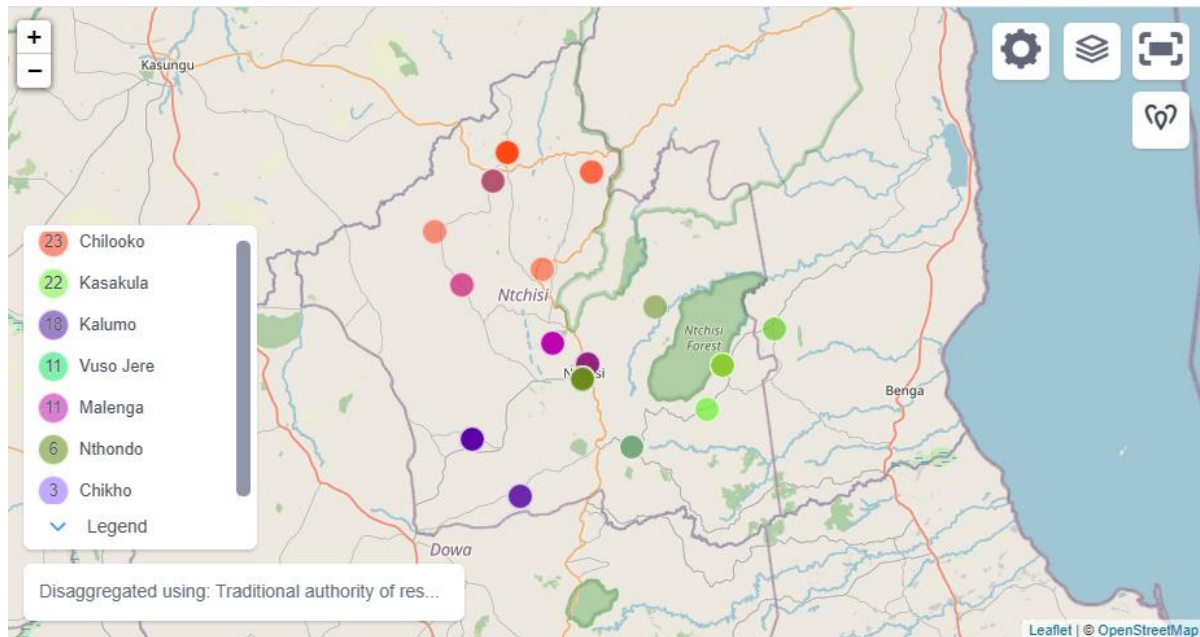 +
−
Kasungu
23 Chilooko
22 Kasakula
18 Kalumo
11 Vuso Jere
11 Malenga
6 Nthondo
3 Chikho
Legend
Ntchisi
Ntchisi
Forest
Benga
Dowa
Disaggregated using: Traditional authority of res...
Leaflet | © OpenStreetMap